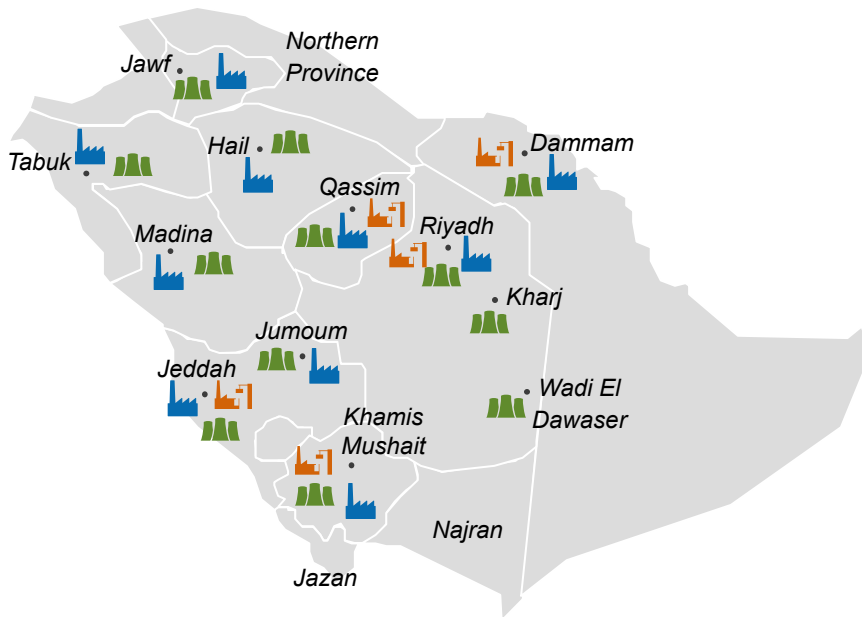 Northern
Province
Jawf
Tabuk
Hail
Dammam
Qassim
Madina
Riyadh
Kharj
Jumoum
Jeddah
Wadi El
Dawaser
Khamis
Mushait
Najran
Jazan